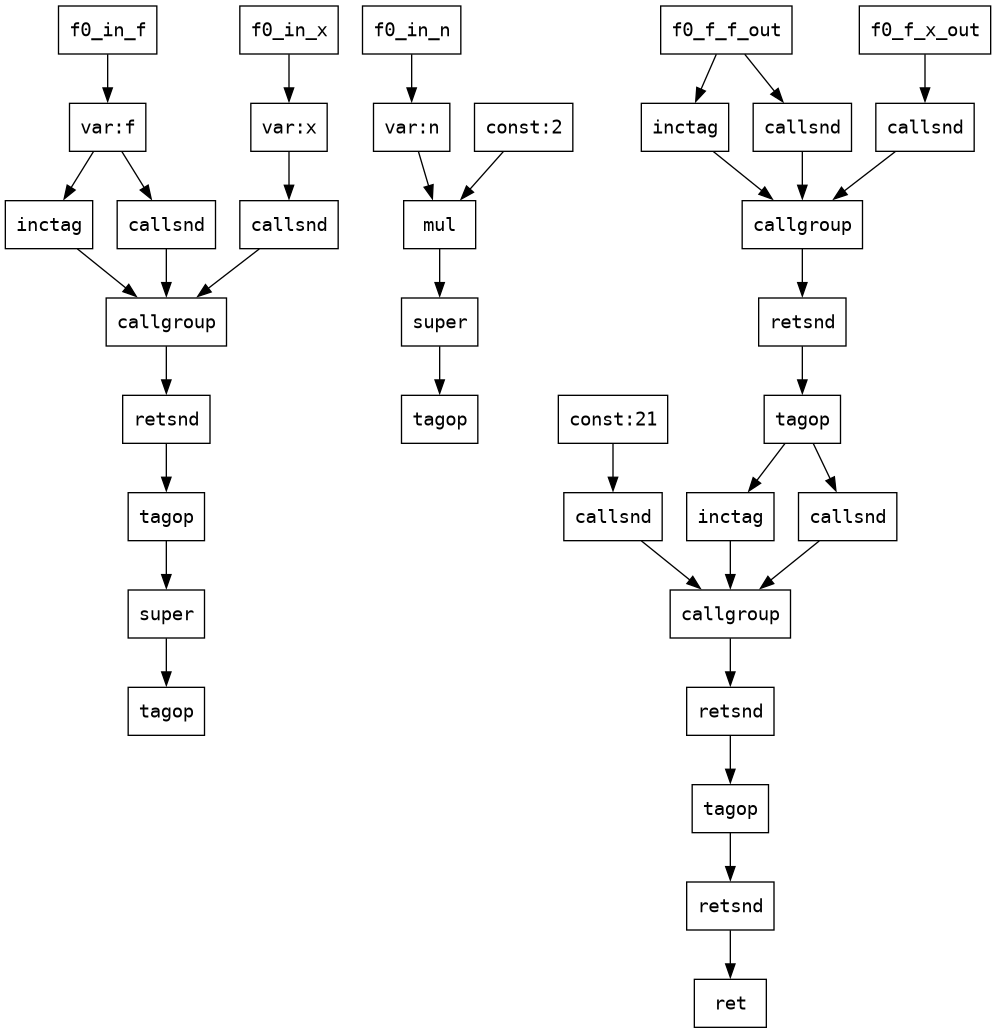 f0_in_f
f0_in_x
f0_in_n
f0_f_f_out
f0_f_x_out
var:f
var:x
var:n
const:2
inctag
callsnd
callsnd
inctag
callsnd
callsnd
mul
callgroup
callgroup
super
retsnd
retsnd
tagop
const:21
tagop
tagop
callsnd
inctag
callsnd
super
callgroup
tagop
retsnd
tagop
retsnd
ret